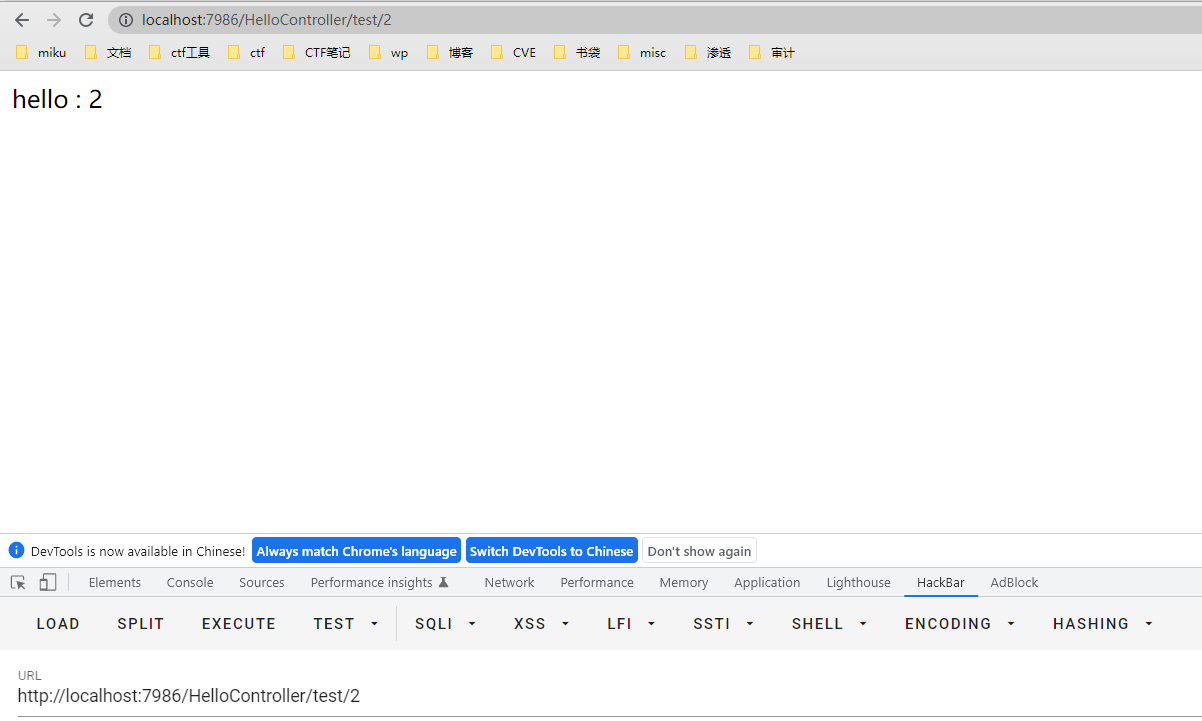 localhost:7986/HelloController/test/2
miku 文档 ctf工具 ctf CTF笔记 wp 博客 CVE 书袋 misc 渗透 审计
hello : 2
DevTools is now available in Chinese! Always match Chrome's language Switch DevTools to Chinese Don't show again
Elements Console Sources Performance insights Network Performance Memory Application Lighthouse HackBar AdBlock
LOAD SPLIT EXECUTE TEST SQLI XSS LFI SSTI SHELL ENCODING HASHING
URL
http://localhost:7986/HelloController/test/2